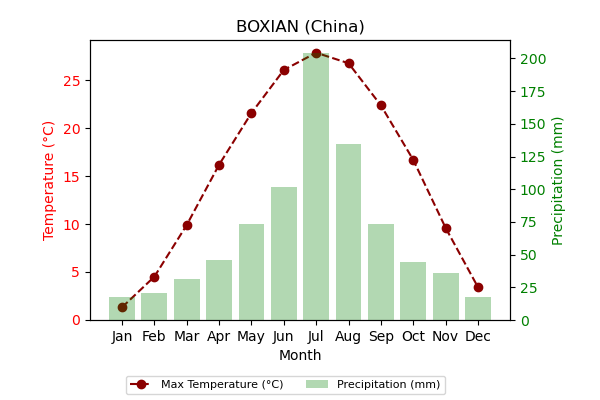 BOXIAN (China)
25
20
15
10
5
0
Temperature (°C)
200
175
150
125
100
75
50
25
0
Precipitation (mm)
Jan Feb Mar Apr May Jun Jul Aug Sep Oct Nov Dec
Month
Max Temperature (°C) Precipitation (mm)